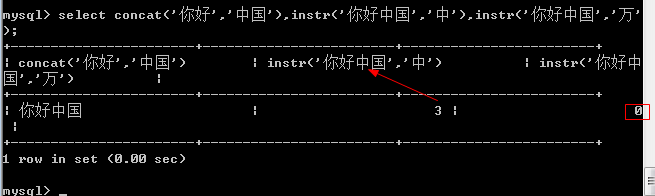 mysql> select concat('你好','中国'),instr('你好中国','中'),instr('你好中国','万'
);
+-----------------------+------------------------+------------------------+
| concat('你好','中国') | instr('你好中国','中') | instr('你好中
国','万') |
+-----------------------+------------------------+------------------------+
| 你好中国 | 3 | 0
|
+-----------------------+------------------------+------------------------+
1 row in set (0.00 sec)
mysql> _